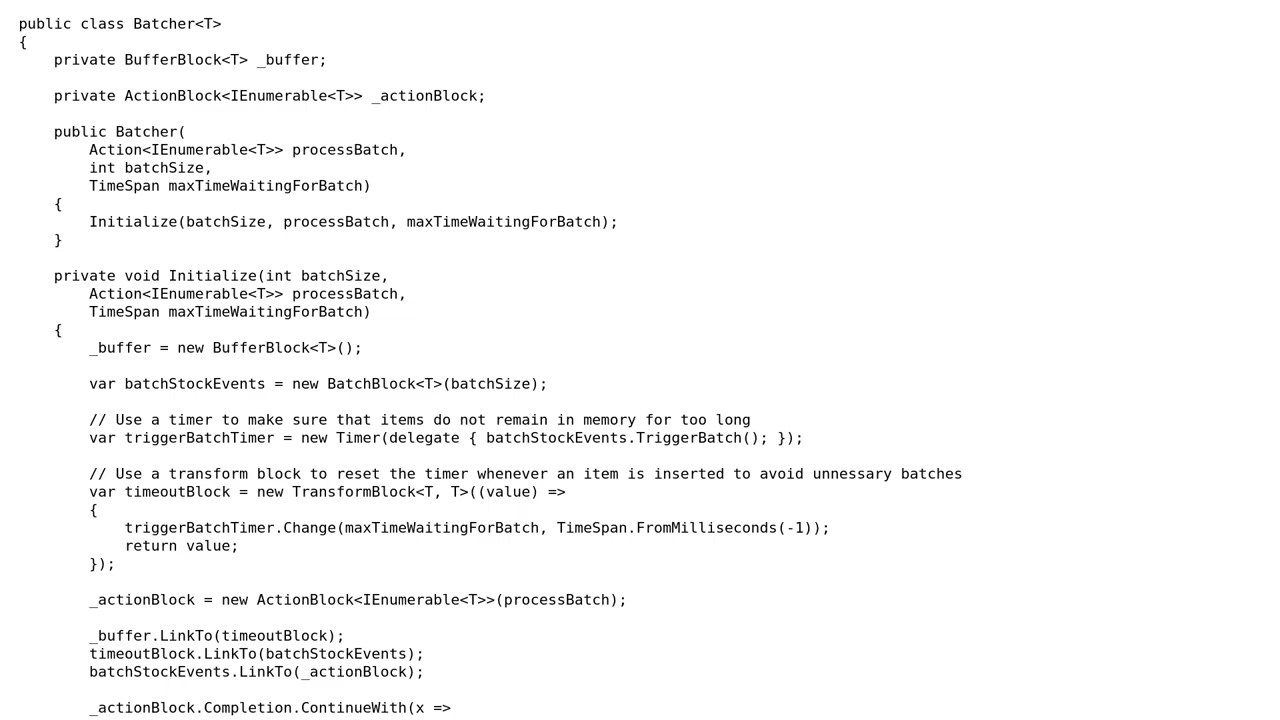 public class Batcher<T>
{
    private BufferBlock<T> _buffer;

    private ActionBlock<IEnumerable<T>> _actionBlock;

    public Batcher(
        Action<IEnumerable<T>> processBatch,
        int batchSize,
        TimeSpan maxTimeWaitingForBatch)
    {
        Initialize(batchSize, processBatch, maxTimeWaitingForBatch);
    }

    private void Initialize(int batchSize,
        Action<IEnumerable<T>> processBatch,
        TimeSpan maxTimeWaitingForBatch)
    {
        _buffer = new BufferBlock<T>();

        var batchStockEvents = new BatchBlock<T>(batchSize);

        // Use a timer to make sure that items do not remain in memory for too long
        var triggerBatchTimer = new Timer(delegate { batchStockEvents.TriggerBatch(); });

        // Use a transform block to reset the timer whenever an item is inserted to avoid unnessary batches
        var timeoutBlock = new TransformBlock<T, T>((value) =>
        {
            triggerBatchTimer.Change(maxTimeWaitingForBatch, TimeSpan.FromMilliseconds(-1));
            return value;
        });

        _actionBlock = new ActionBlock<IEnumerable<T>>(processBatch);

        _buffer.LinkTo(timeoutBlock);
        timeoutBlock.LinkTo(batchStockEvents);
        batchStockEvents.LinkTo(_actionBlock);

        _actionBlock.Completion.ContinueWith(x =>